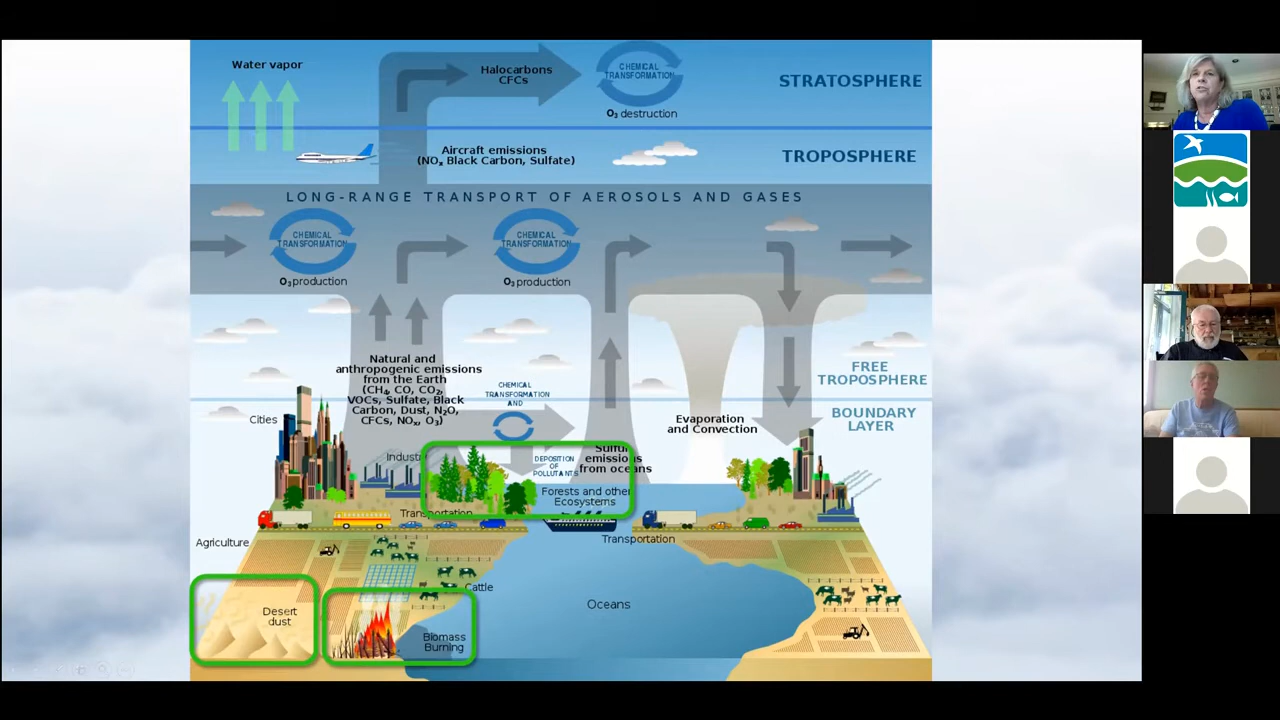 Water vapor
Halocarbons
CFCs
CHEMICAL
TRANSFORMATION
O₃ destruction
STRATOSPHERE
Aircraft emissions
(NOₓ Black Carbon, Sulfate)
TROPOSPHERE
LONG-RANGE TRANSPORT OF AEROSOLS AND GASES
CHEMICAL
TRANSFORMATION
O₃ production
CHEMICAL
TRANSFORMATION
O₃ production
Natural and
anthropogenic emissions
from the Earth
(CH₄, CO, CO₂,
VOCs, Sulfate, Black
Carbon, Dust, N₂O,
CFCs, NOₓ, O₃)
CHEMICAL
TRANSFORMATION
AND
FREE
TROPOSPHERE
BOUNDARY
LAYER
Cities
Evaporation
and Convection
Industr
DEPOSITION
OF
POLLUTANTS
Sulfur
emissions
from oceans
Forests and other
Ecosystems
Transportation
Transportation
Agriculture
Cattle
Oceans
Desert
dust
Biomass
Burning